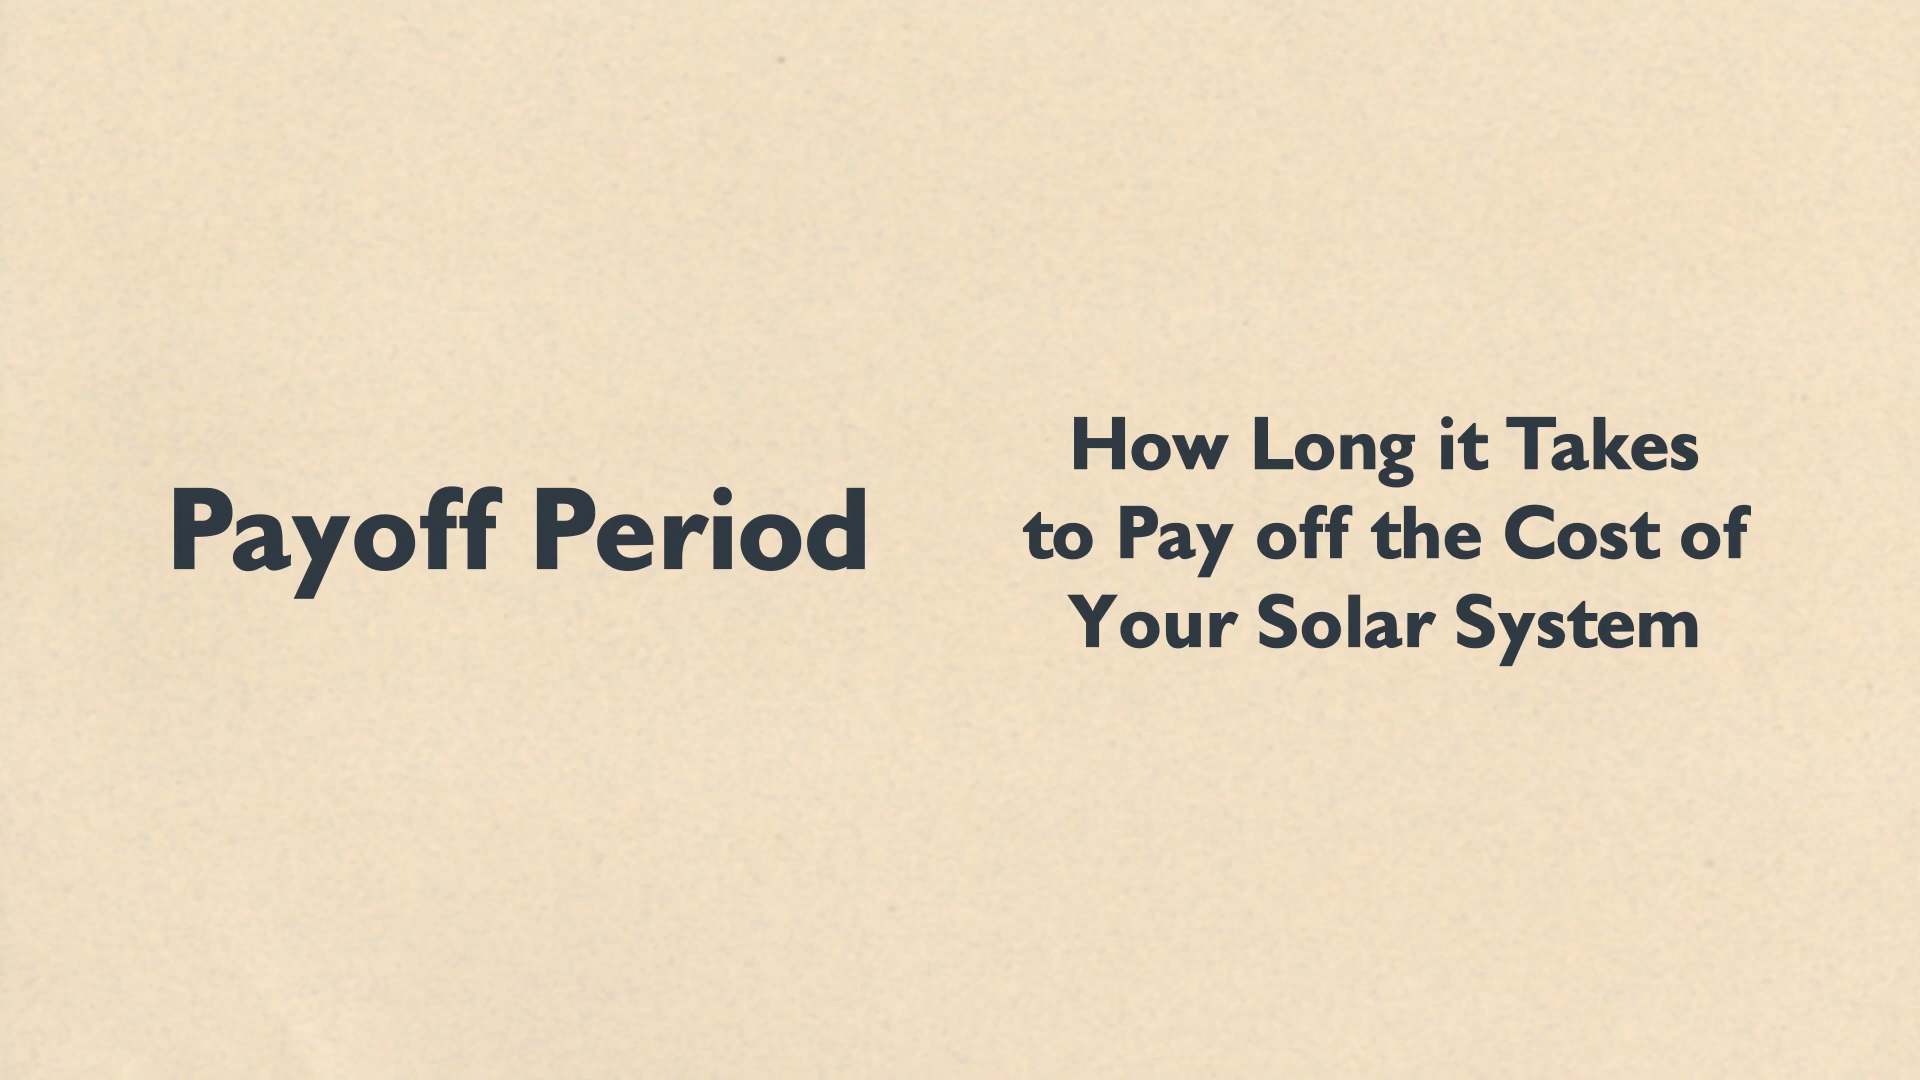 Payoff Period
How Long it Takes
to Pay off the Cost of
Your Solar System